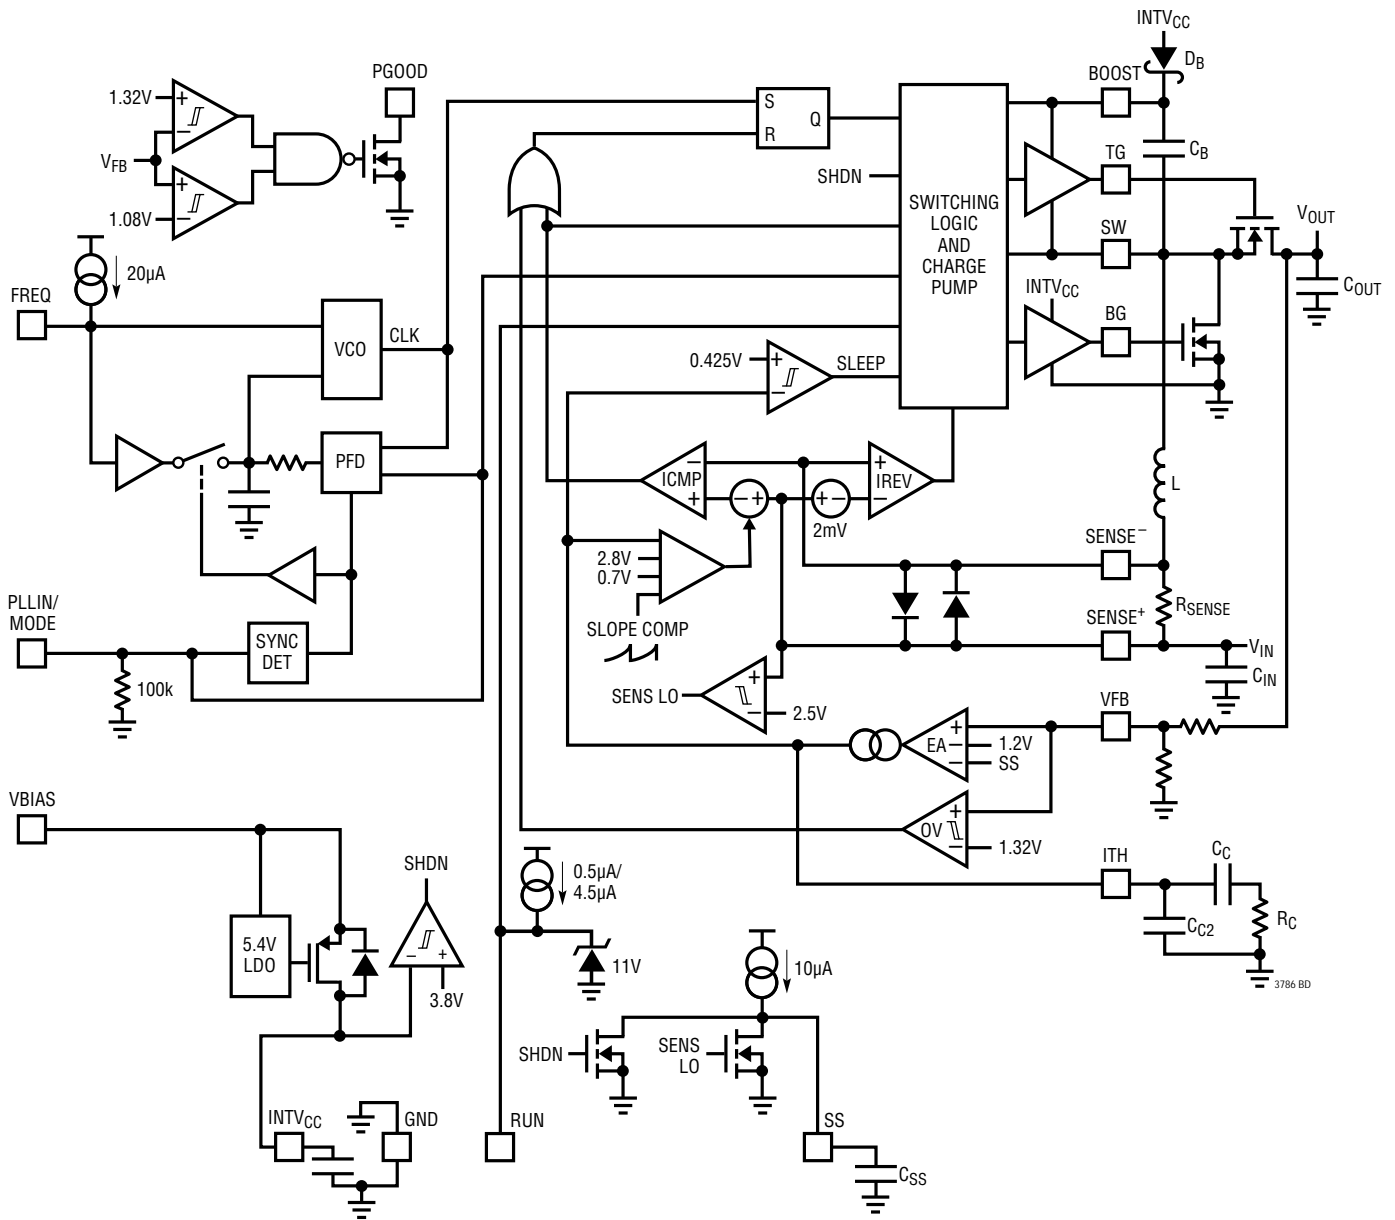 INTVCC
DB
BOOST
PGOOD
1.32V
+
−
VFB
+
−
1.08V
S
R
Q
SHDN
SWITCHING
LOGIC
AND
CHARGE
PUMP
CB
TG
SW
VOUT
COUT
20µA
FREQ
VCO
CLK
INTVCC
BG
0.425V
+
−
SLEEP
PFD
ICMP
−
+
− +
+ −
2mV
IREV
+
−
L
2.8V
0.7V
SLOPE COMP
SENSE−
RSENSE
SENSE+
VIN
CIN
PLLIN/
MODE
SYNC
DET
100k
SENS LO
+
−
2.5V
VFB
EA
+
−
−
1.2V
SS
OV
+
−
1.32V
VBIAS
SHDN
0.5µA/
4.5µA
ITH
CC
RC
CC2
5.4V
LDO
−
+
3.8V
11V
10µA
3786 BD
SHDN
SENS
LO
INTVCC
GND
RUN
SS
CSS